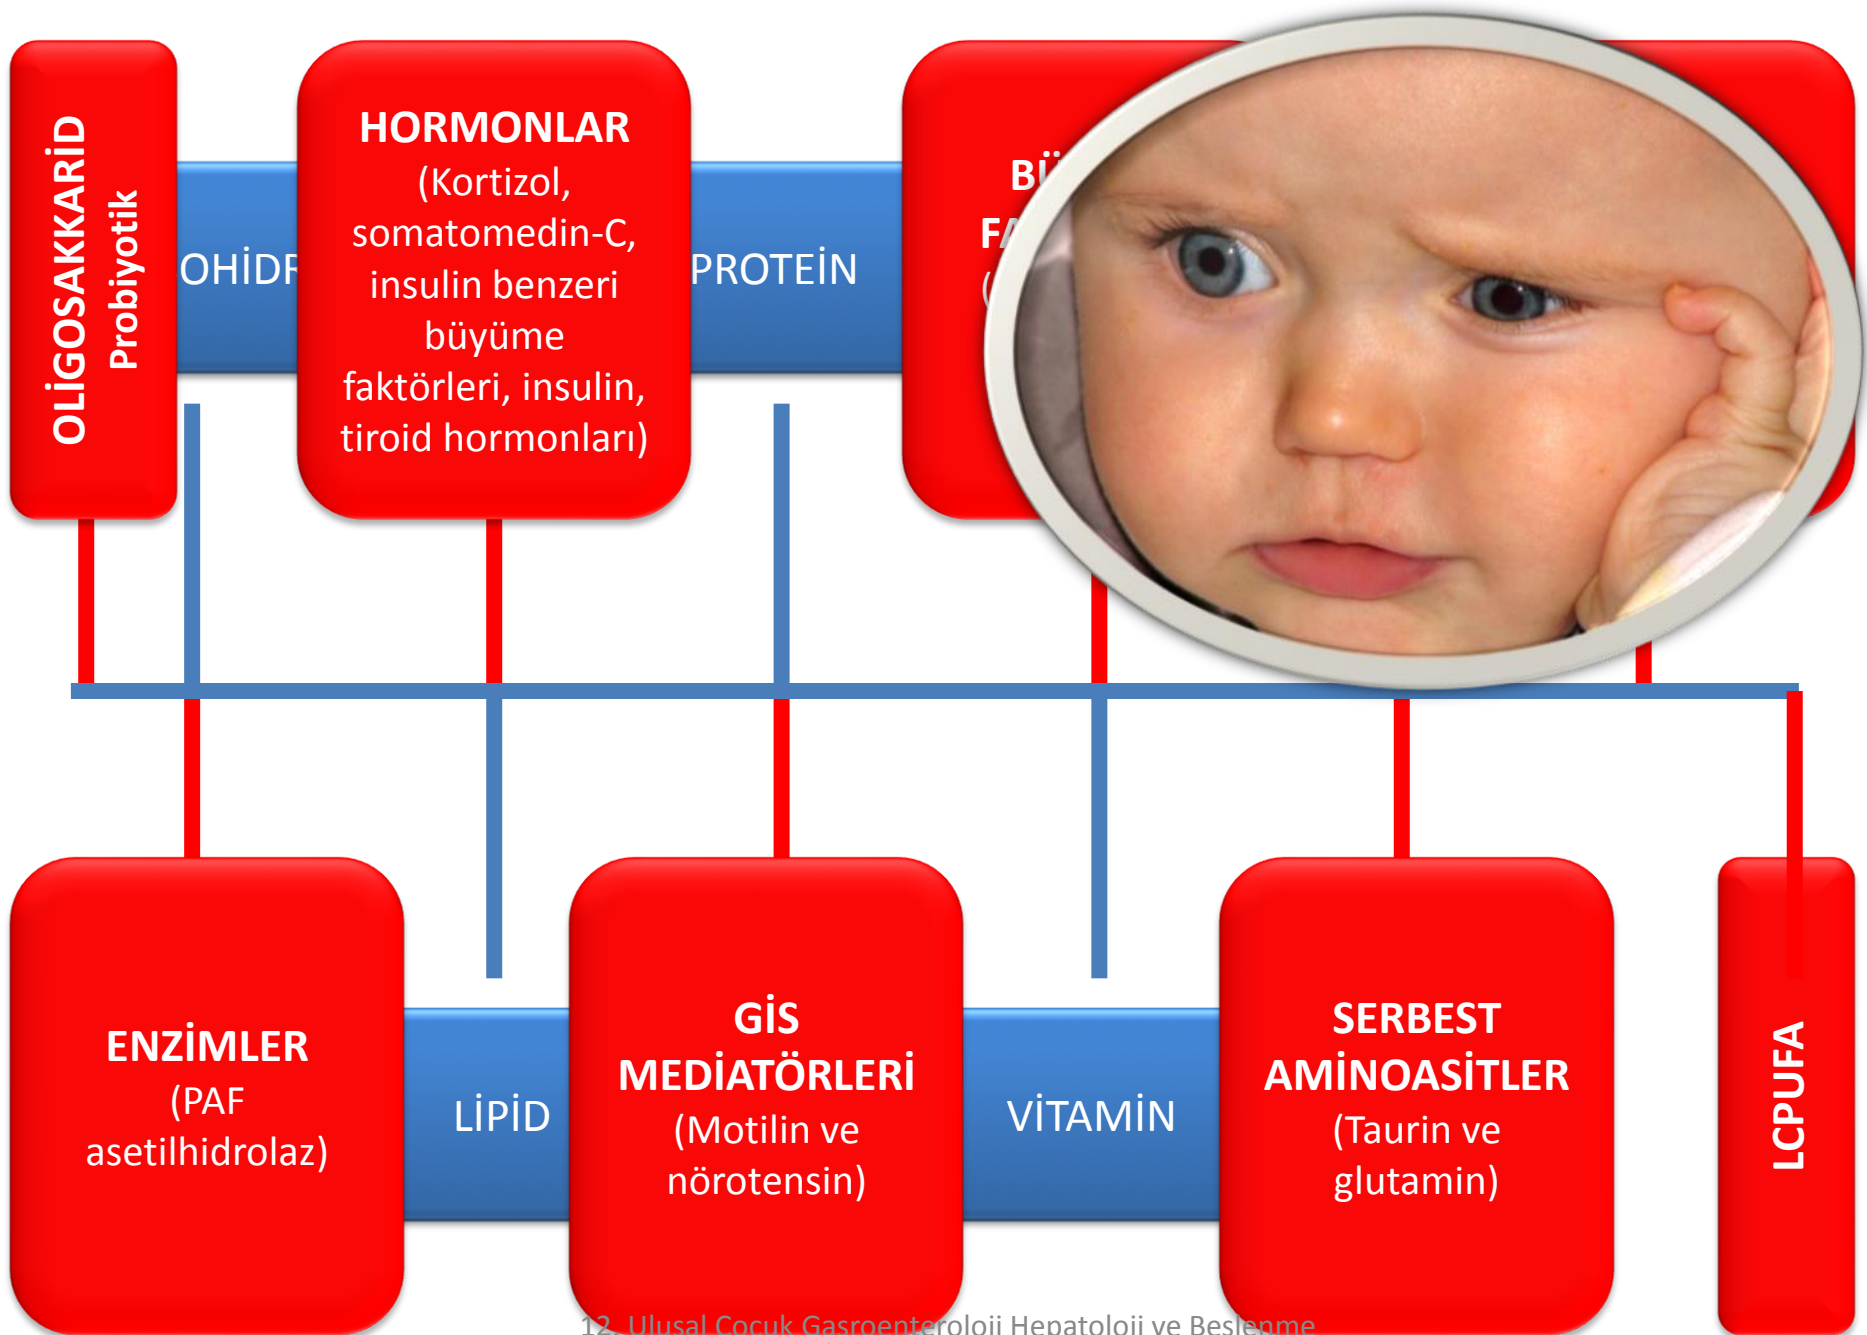 OLİGOSAKKARİD
Probiyotik
OHİDR
HORMONLAR
(Kortizol,
somatomedin-C,
insulin benzeri
büyüme
faktörleri, insulin,
tiroid hormonları)
PROTEİN
BÜ
FA
(
ENZİMLER
(PAF
asetilhidrolaz)
LİPİD
GİS
MEDİATÖRLERİ
(Motilin ve
nörotensin)
VİTAMİN
SERBEST
AMİNOASİTLER
(Taurin ve
glutamin)
LCPUFA
12. Ulusal Çocuk Gasroenteroloji Hepatoloji ve Beslenme